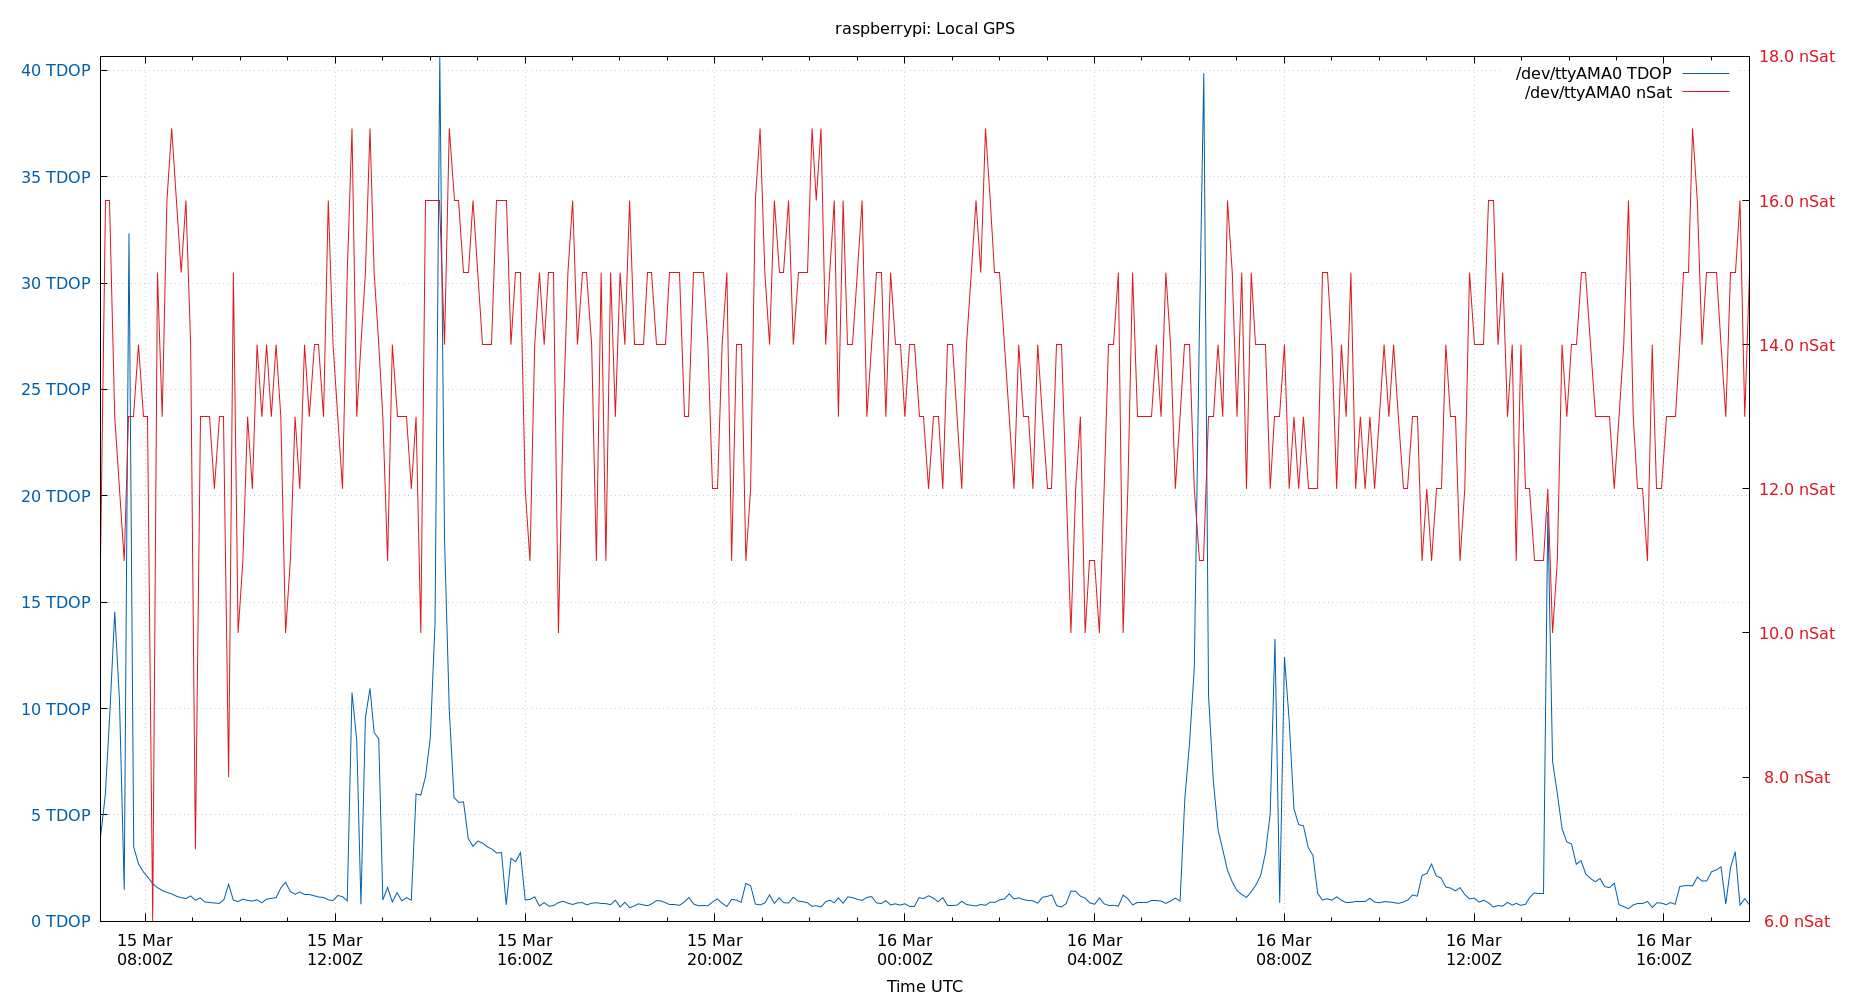 raspberrypi: Local GPS
40 TDOP
35 TDOP
30 TDOP
25 TDOP
20 TDOP
15 TDOP
10 TDOP
5 TDOP
0 TDOP
18.0 nSat
16.0 nSat
14.0 nSat
12.0 nSat
10.0 nSat
8.0 nSat
6.0 nSat
/dev/ttyAMA0 TDOP
/dev/ttyAMA0 nSat
15 Mar
08:00Z
15 Mar
12:00Z
15 Mar
16:00Z
15 Mar
20:00Z
16 Mar
00:00Z
16 Mar
04:00Z
16 Mar
08:00Z
16 Mar
12:00Z
16 Mar
16:00Z
Time UTC